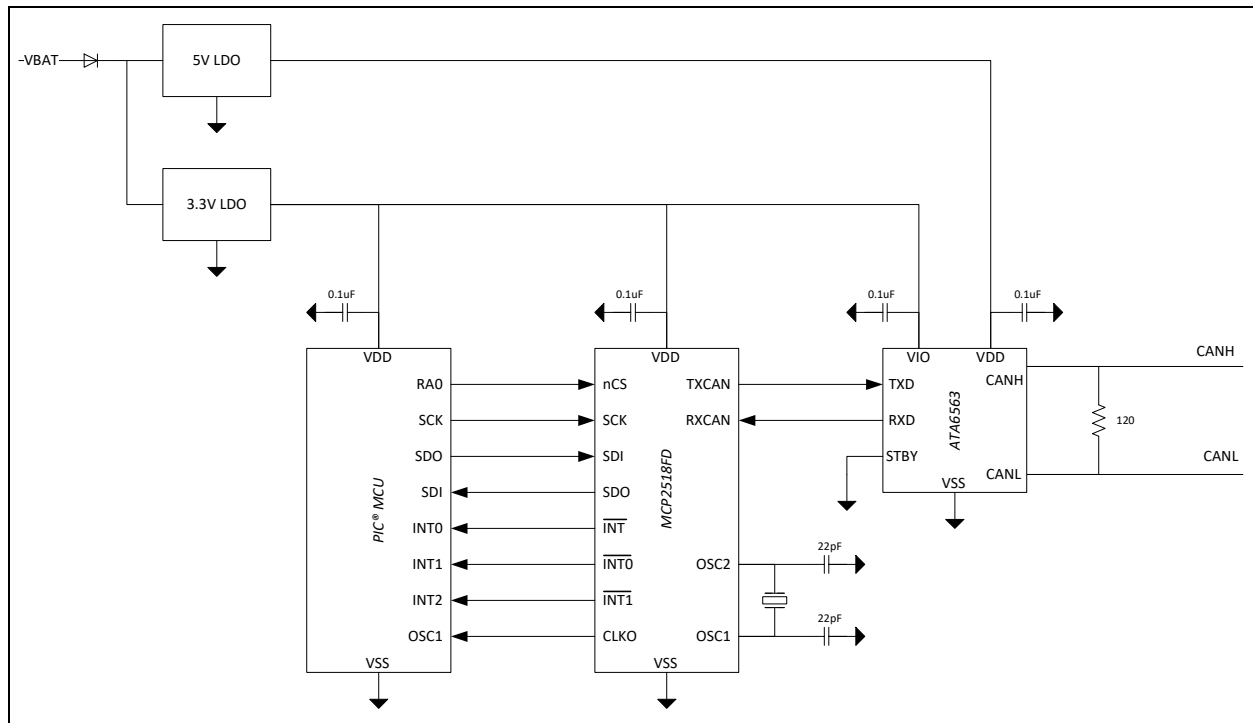 VBAT
5V LDO
3.3V LDO
0.1uF
0.1uF
0.1uF
0.1uF
VDD
VDD
VIO
VDD
CANH
RA0
nCS
TXCAN
TXD
CANH
SCK
SCK
RXCAN
RXD
ATA6563
120
SDO
SDI
STBY
CANL
SDI
SDO
CANL
VSS
PIC® MCU
MCP2518FD
INT0
INT
INT1
INT0
OSC2
22pF
INT2
INT1
OSC1
CLKO
OSC1
22pF
VSS
VSS